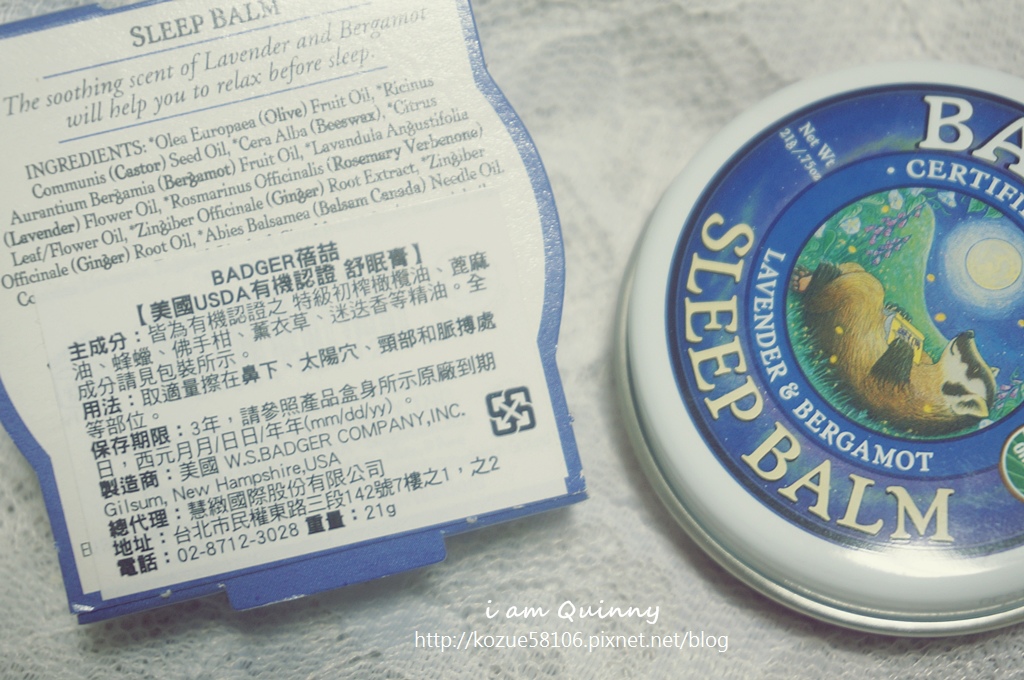 SLEEP BALM
The soothing scent of Lavender and Bergamot
will help you to relax before sleep.
INGREDIENTS: *Olea Europaea (Olive) Fruit Oil, *Ricinus
Communis (Castor) Seed Oil, *Cera Alba (Beeswax), *Citrus
Aurantium Bergamia (Bergamot) Fruit Oil, *Lavandula Angustifolia
(Lavender) Flower Oil, *Rosmarinus Officinalis (Rosemary Verbenone)
Leaf/Flower Oil, *Zingiber Officinale (Ginger) Root Extract, *Zingiber
Officinale (Ginger) Root Oil, *Abies Balsamea (Balsam Canada) Needle Oil.
BADGER蓓喆
【美國USDA有機認證 舒眠膏】
主成分：皆為有機認證之 特級初榨橄欖油、蓖麻
油、蜂蠟、佛手柑、薰衣草、迷迭香等精油。全
成分請見包裝所示。
用法：取適量擦在鼻下、太陽穴、頸部和脈搏處
等部位。
保存期限：3年，請參照產品盒身所示原廠到期
日，西元月月/日日/年年(mm/dd/yy)。
製造商：美國 W.S.BADGER COMPANY,INC.
Gilsum, New Hampshire,USA
總代理：慧緻國際股份有限公司
地址：台北市民權東路三段142號7樓之1，之2
電話：02-8712-3028 重量：21g
Net Wt.
21g/.75oz
BA
· CERTIFI
LAVENDER & BERGAMOT
SLEEP BALM
i am Quinny
http://kozue58106.pixnet.net/blog